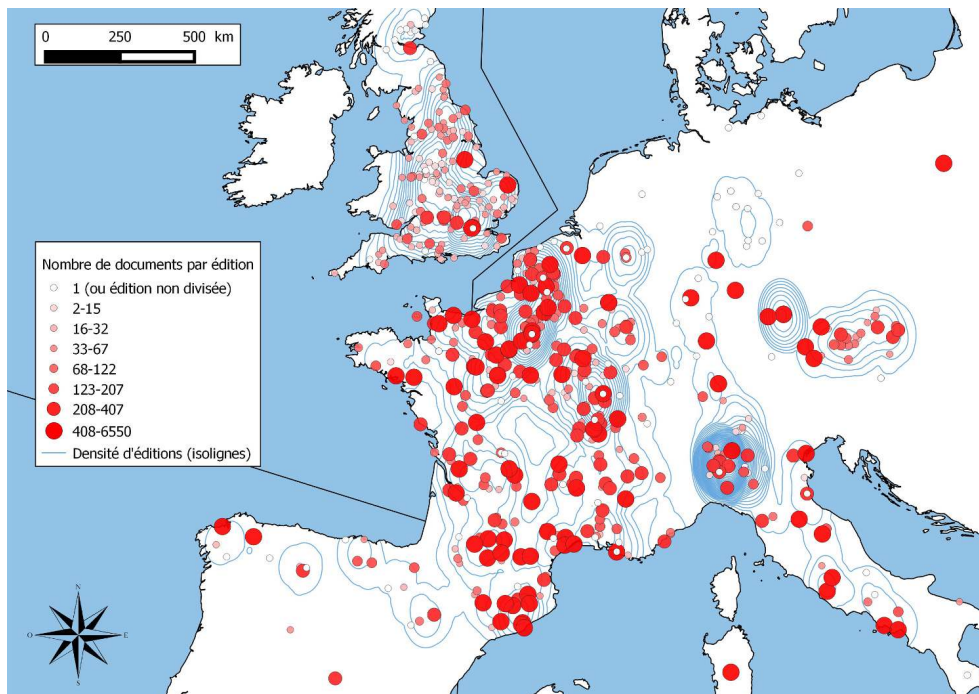 0 250 500 km
Nombre de documents par édition
1 (ou édition non divisée)
2-15
16-32
33-67
68-122
123-207
208-407
408-6550
Densité d'éditions (isolignes)
N
O E
S